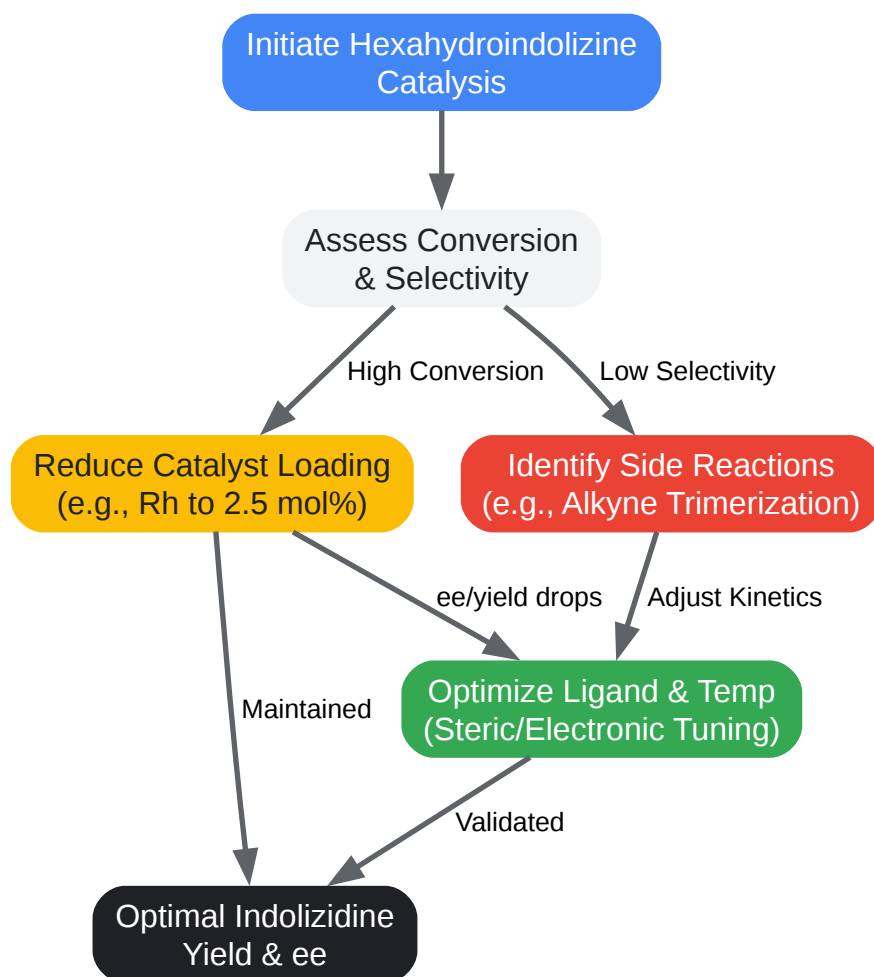 Initiate Hexahydroindolizine
Catalysis
Assess Conversion
& Selectivity
High Conversion
Low Selectivity
Reduce Catalyst Loading
(e.g., Rh to 2.5 mol%)
Identify Side Reactions
(e.g., Alkyne Trimerization)
ee/yield drops
Adjust Kinetics
Maintained
Optimize Ligand & Temp
(Steric/Electronic Tuning)
Validated
Optimal Indolizidine
Yield & ee